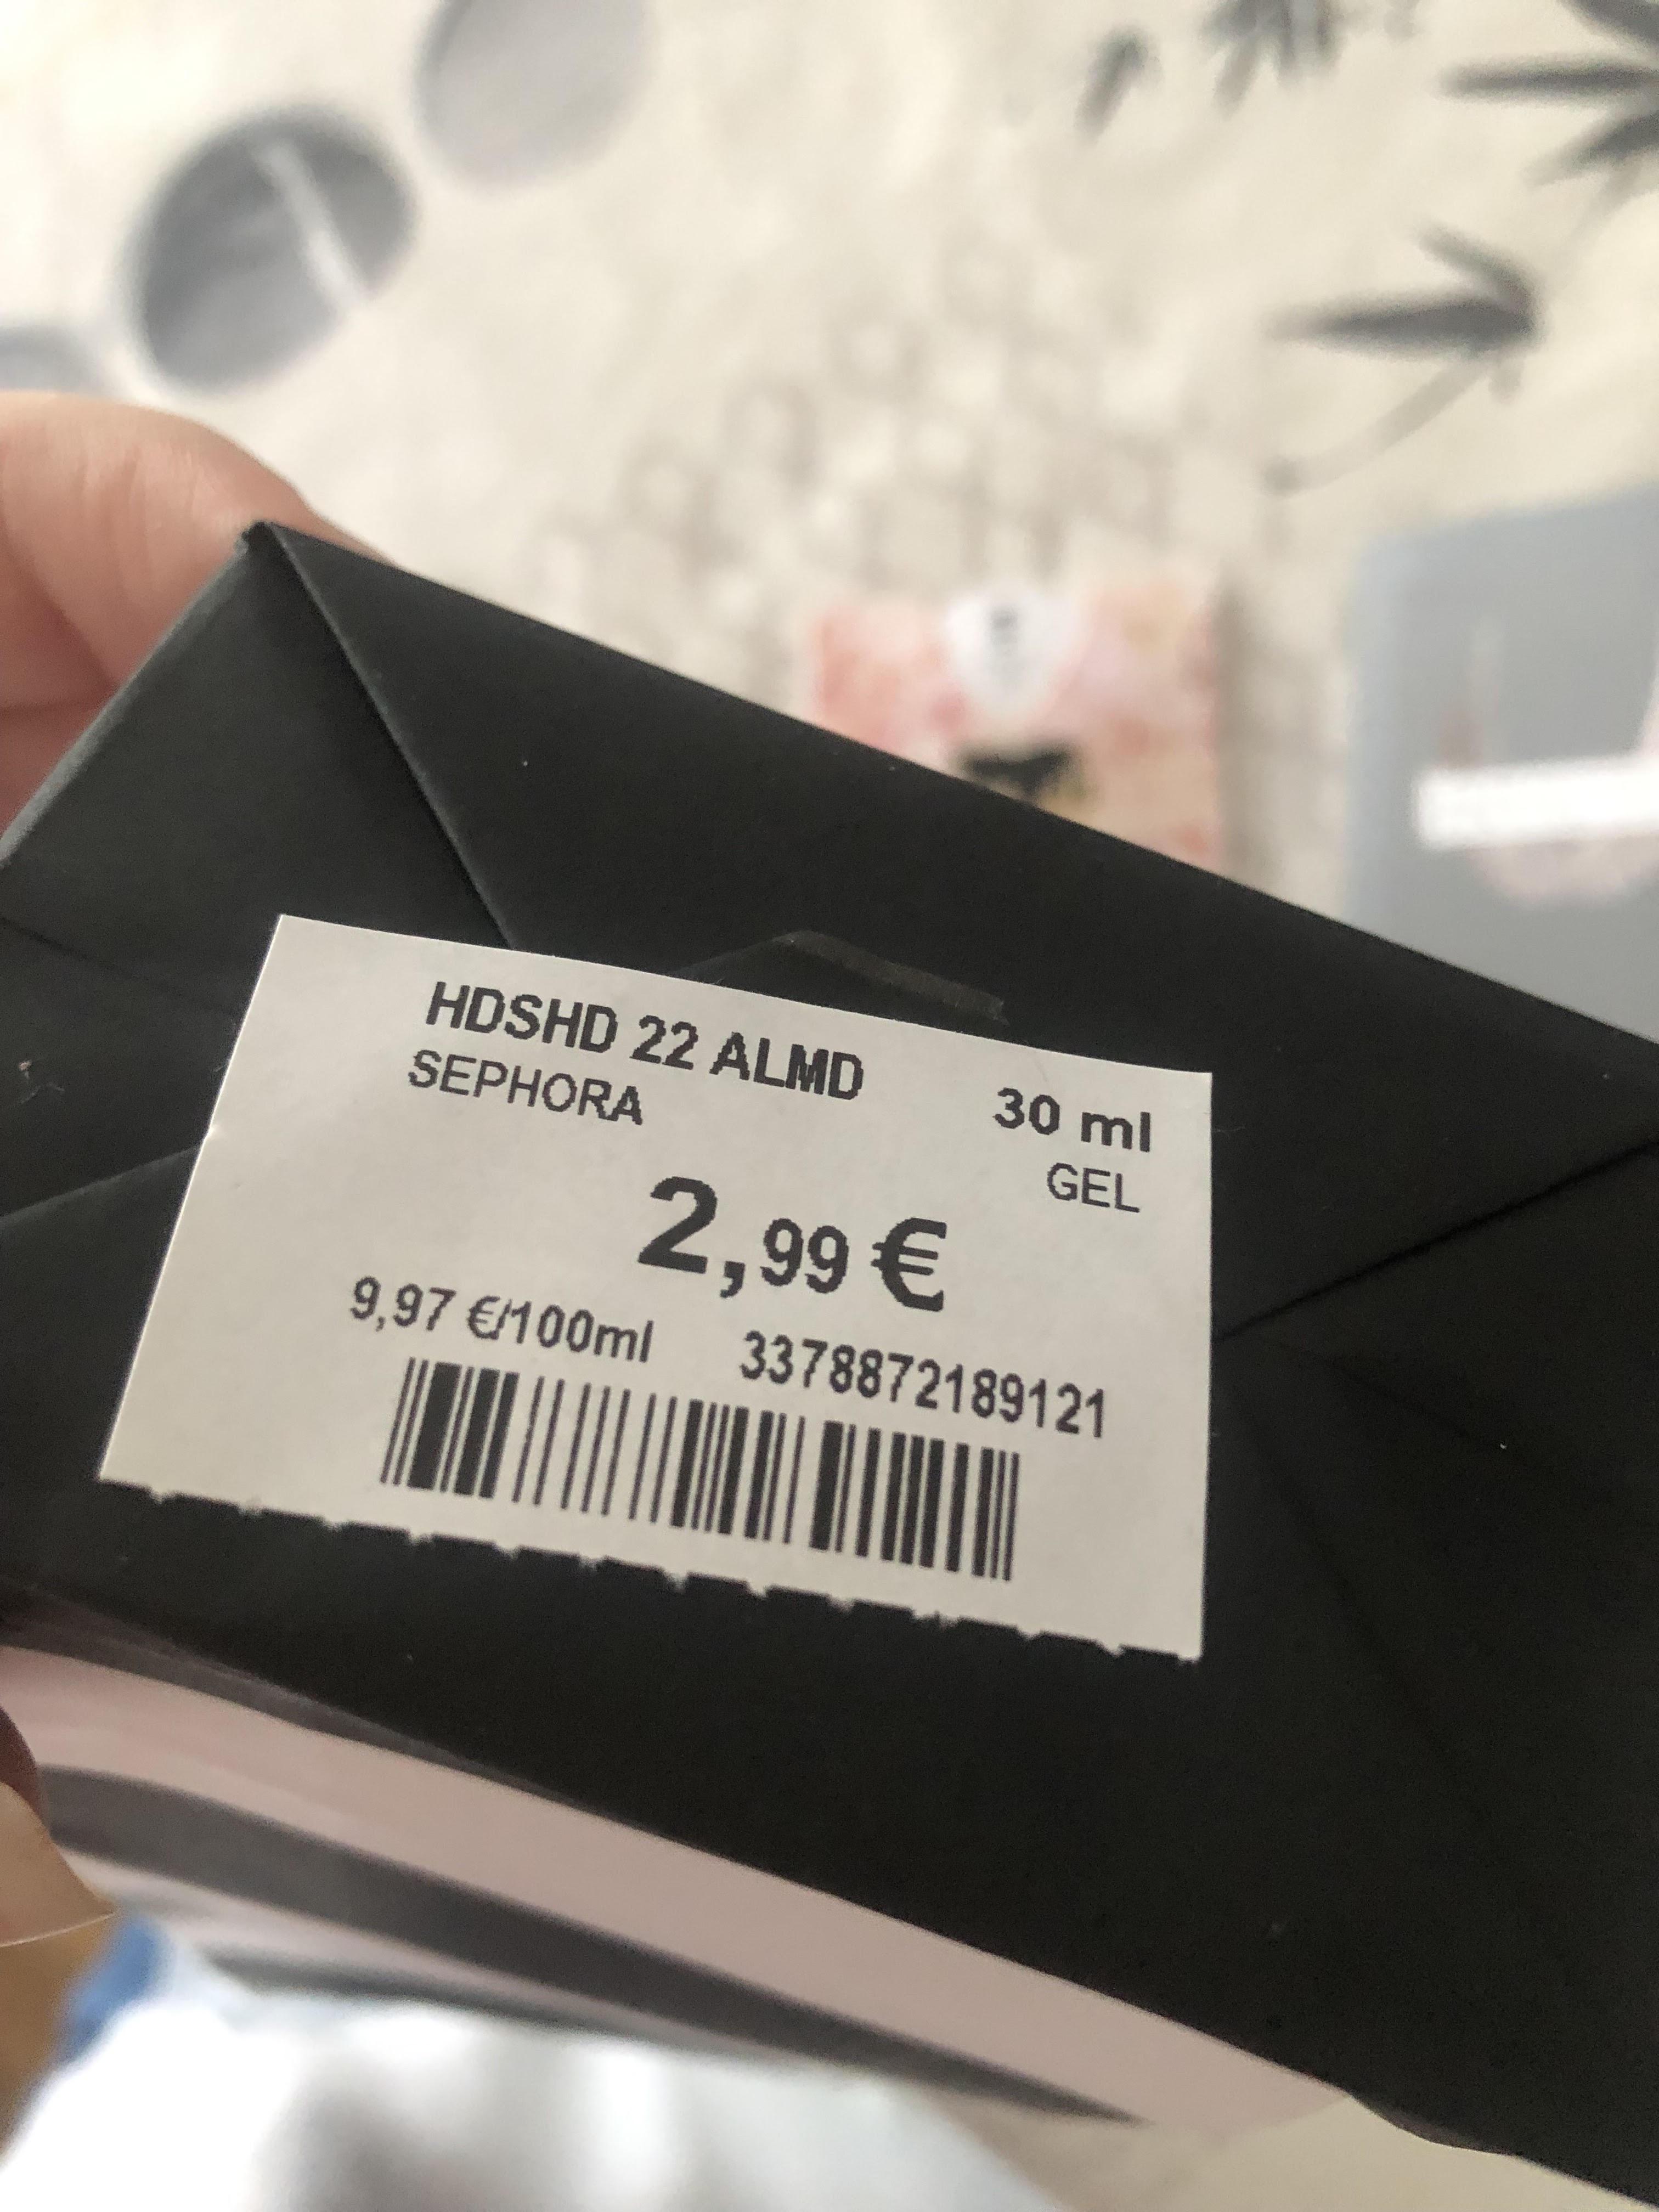 HDSHD 22 ALMD 30 ml
SEPHORA GEL
2,99 €
9,97 €/100ml 3378872189121